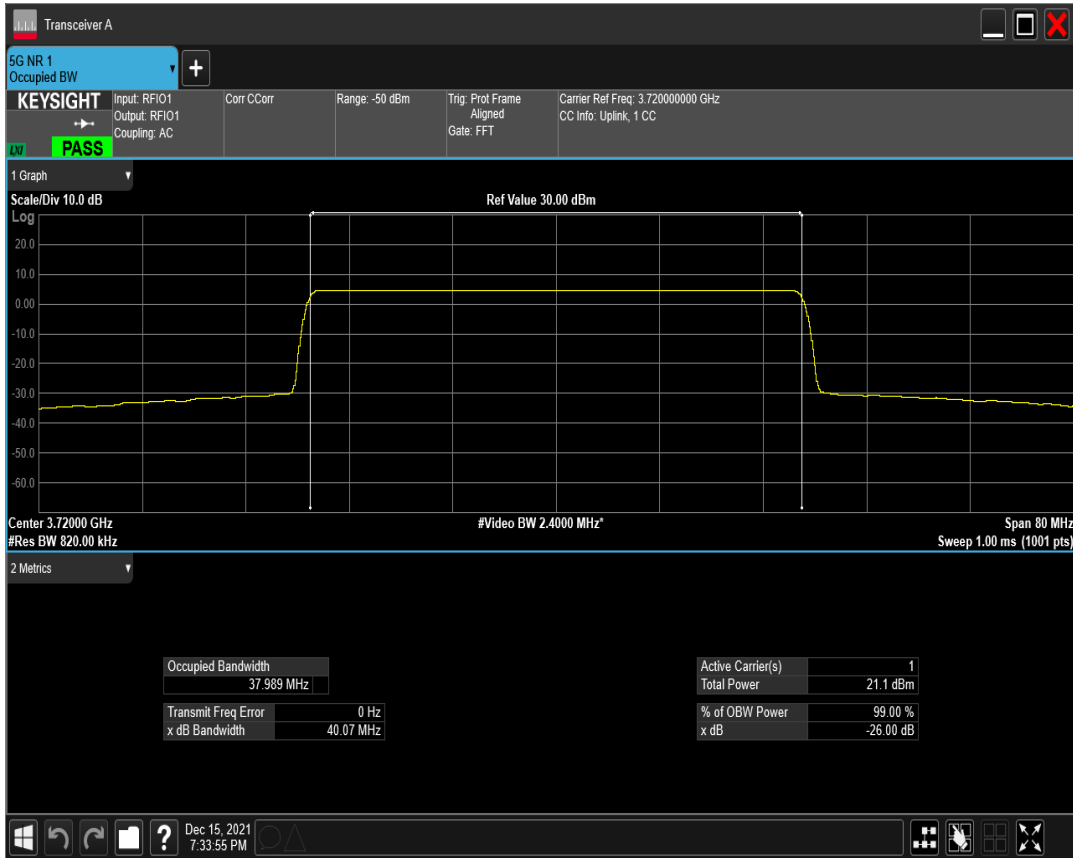 Transceiver A
5G NR 1
Occupied BW
KEYSIGHT
LXI
PASS
Input: RFIO1
Output: RFIO1
Coupling: AC
Corr CCorr
Range: -50 dBm
Trig: Prot Frame
Aligned
Gate: FFT
Carrier Ref Freq: 3.720000000 GHz
CC Info: Uplink, 1 CC
1 Graph
Scale/Div 10.0 dB
Ref Value 30.00 dBm
Log
20.0
10.0
0.00
-10.0
-20.0
-30.0
-40.0
-50.0
-60.0
Center 3.72000 GHz
#Video BW 2.4000 MHz*
Span 80 MHz
#Res BW 820.00 kHz
Sweep 1.00 ms (1001 pts)
2 Metrics
Occupied Bandwidth
37.989 MHz
Transmit Freq Error 0 Hz
x dB Bandwidth 40.07 MHz
Active Carrier(s) 1
Total Power 21.1 dBm
% of OBW Power 99.00 %
x dB -26.00 dB
?
Dec 15, 2021
7:33:55 PM